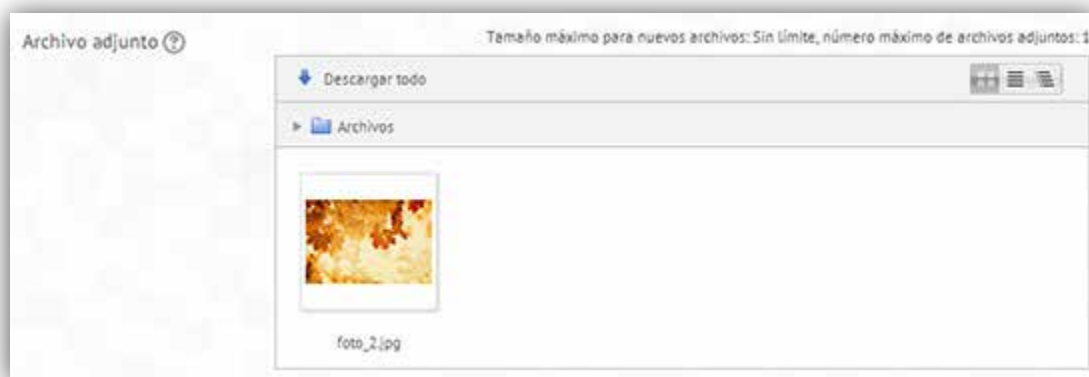 Archivo adjunto ?
Tamaño máximo para nuevos archivos: Sin límite, número máximo de archivos adjuntos: 1
Descargar todo
Archivos
foto_2.jpg